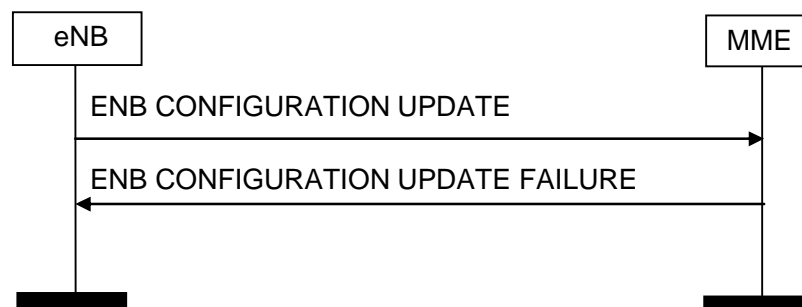 eNB
MME
ENB CONFIGURATION UPDATE
ENB CONFIGURATION UPDATE FAILURE